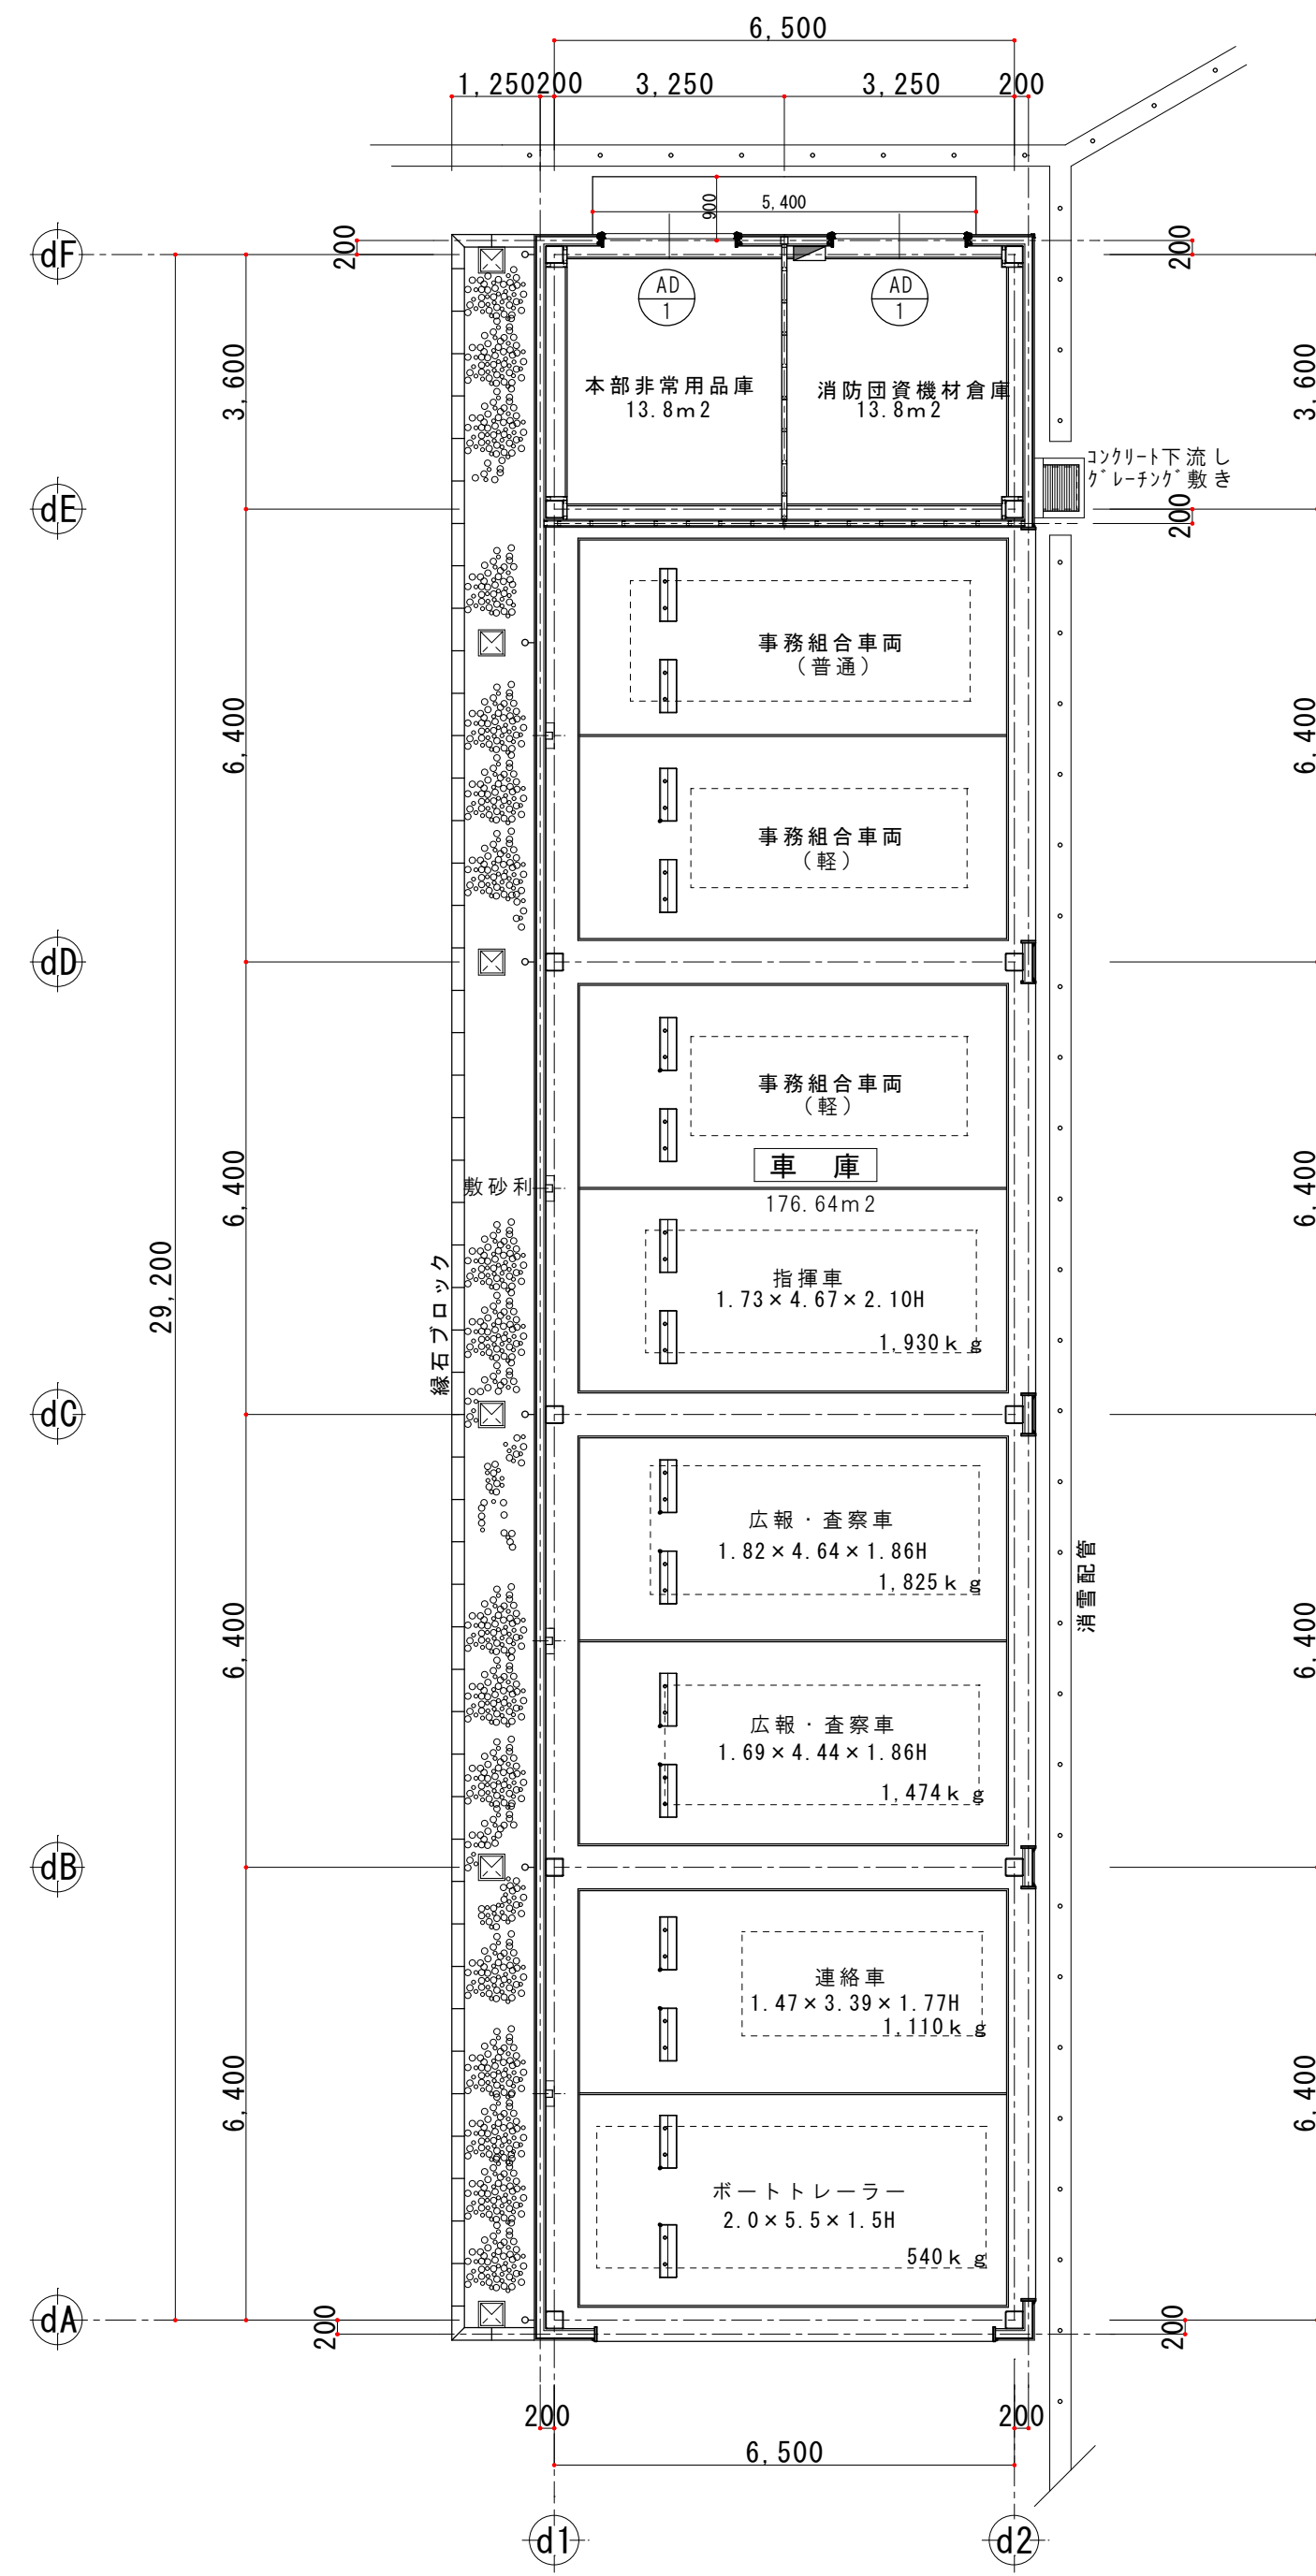 6,500
1,250
200
3,250
3,250
200
900
5,400
dF
200
200
AD
1
AD
1
3,600
3,600
本部非常用品庫
13.8m2
消防団資機材倉庫
13.8m2
コンクリート下流し
グレーチング敷き
dE
200
事務組合車両
(普通)
6,400
6,400
事務組合車両
(軽)
dD
事務組合車両
(軽)
車 庫
176.64m2
敷砂利
6,400
6,400
29,200
縁石ブロック
指揮車
1.73×4.67×2.10H
1,930kg
dC
広報・査察車
1.82×4.64×1.86H
1,825kg
消雪配管
6,400
6,400
広報・査察車
1.69×4.44×1.86H
1,474kg
dB
連絡車
1.47×3.39×1.77H
1,110kg
6,400
6,400
ボートトレーラー
2.0×5.5×1.5H
540kg
dA
200
200
200
200
6,500
d1
d2